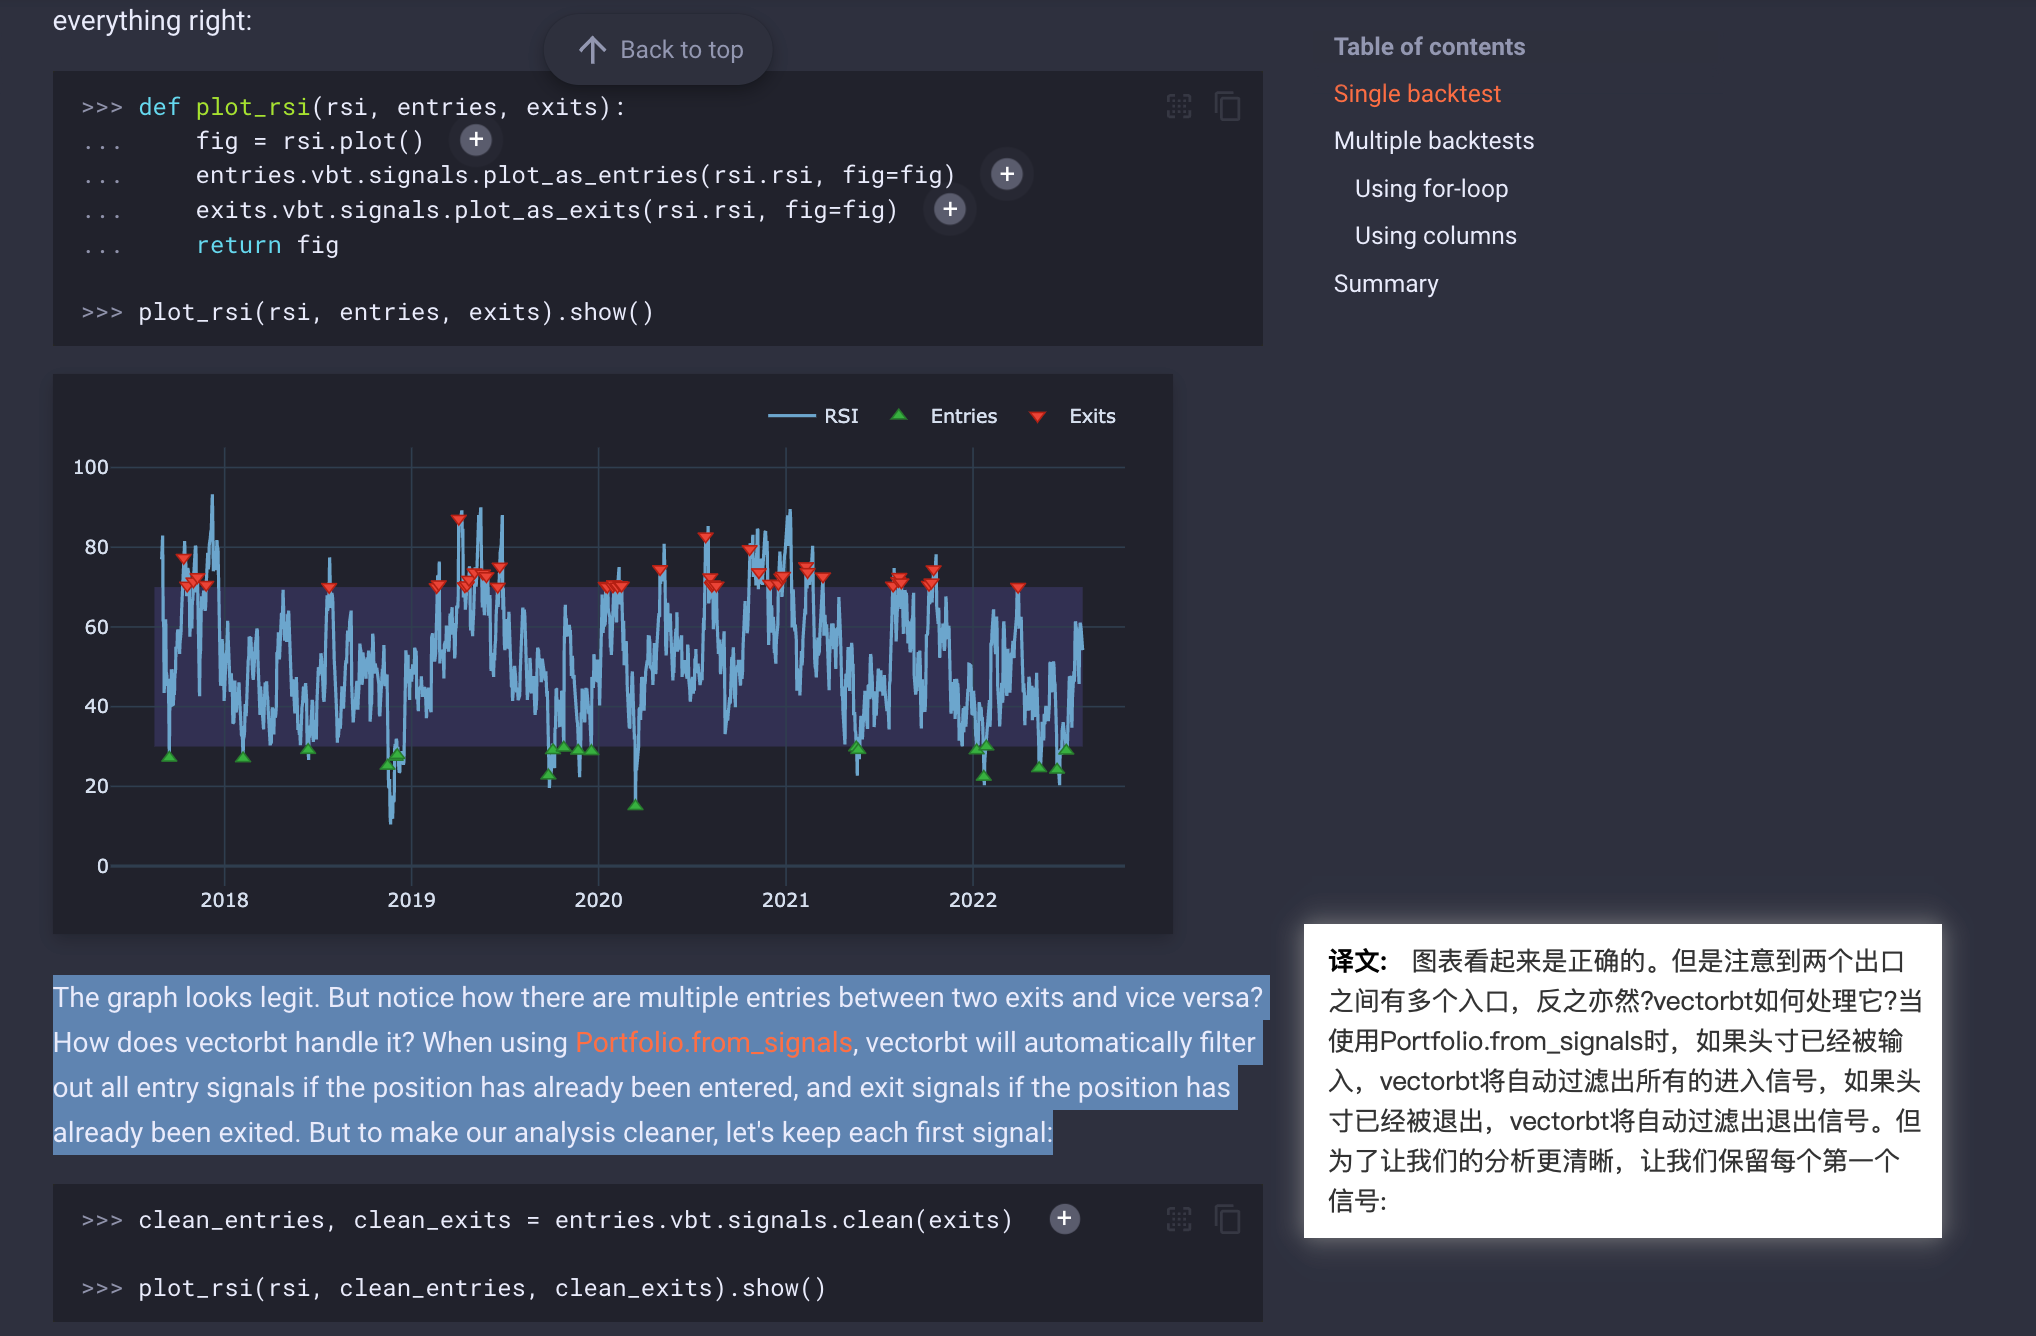 everything right:
Back to top
>>> def plot_rsi(rsi, entries, exits):
...     fig = rsi.plot()
...     entries.vbt.signals.plot_as_entries(rsi.rsi, fig=fig)
...     exits.vbt.signals.plot_as_exits(rsi.rsi, fig=fig)
...     return fig
>>> plot_rsi(rsi, entries, exits).show()
RSI Entries Exits
100
80
60
40
20
0
2018 2019 2020 2021 2022
The graph looks legit. But notice how there are multiple entries between two exits and vice versa?
How does vectorbt handle it? When using Portfolio.from_signals, vectorbt will automatically filter
out all entry signals if the position has already been entered, and exit signals if the position has
already been exited. But to make our analysis cleaner, let's keep each first signal:
>>> clean_entries, clean_exits = entries.vbt.signals.clean(exits)
>>> plot_rsi(rsi, clean_entries, clean_exits).show()
Table of contents
Single backtest
Multiple backtests
Using for-loop
Using columns
Summary
译文: 图表看起来是正确的。但是注意到两个出口
之间有多个入口，反之亦然?vectorbt如何处理它?当
使用Portfolio.from_signals时，如果头寸已经被输
入，vectorbt将自动过滤出所有的进入信号，如果头
寸已经被退出，vectorbt将自动过滤出退出信号。但
为了让我们的分析更清晰，让我们保留每个第一个
信号: